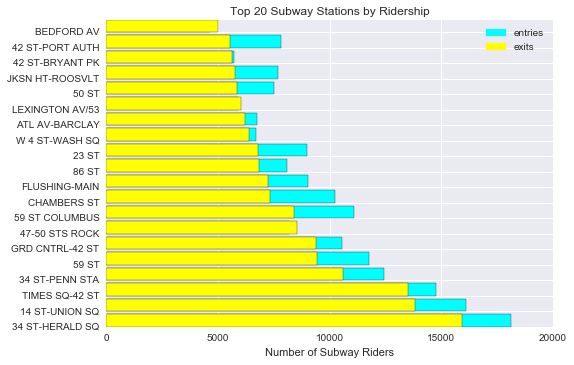 Top 20 Subway Stations by Ridership
entries
exits
BEDFORD AV
42 ST-PORT AUTH
42 ST-BRYANT PK
JKSN HT-ROOSVLT
50 ST
LEXINGTON AV/53
ATL AV-BARCLAY
W 4 ST-WASH SQ
23 ST
86 ST
FLUSHING-MAIN
CHAMBERS ST
59 ST COLUMBUS
47-50 STS ROCK
GRD CNTRL-42 ST
59 ST
34 ST-PENN STA
TIMES SQ-42 ST
14 ST-UNION SQ
34 ST-HERALD SQ
0 5000 10000 15000 20000
Number of Subway Riders